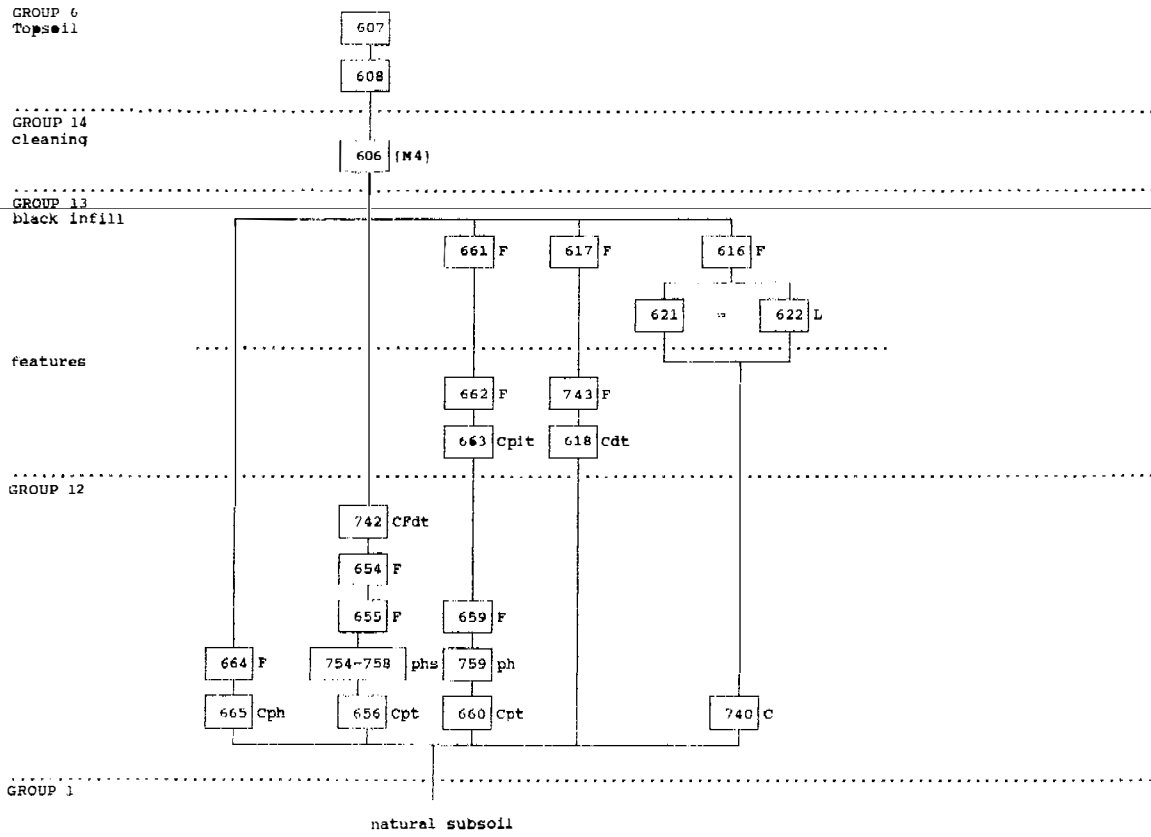 GROUP 6
Topsoil
607
608
GROUP 14
cleaning
606 [M4]
GROUP 13
black infill
661 F 617 F 616 F
621 = 622 L
features
662 F 743 F
663 Cpit 618 Cdt
GROUP 12
742 CFdt
654 F
655 F 659 F
664 F 754-758 phs 759 ph
665 Cph 656 Cpt 660 Cpt 740 C
GROUP 1
natural subsoil